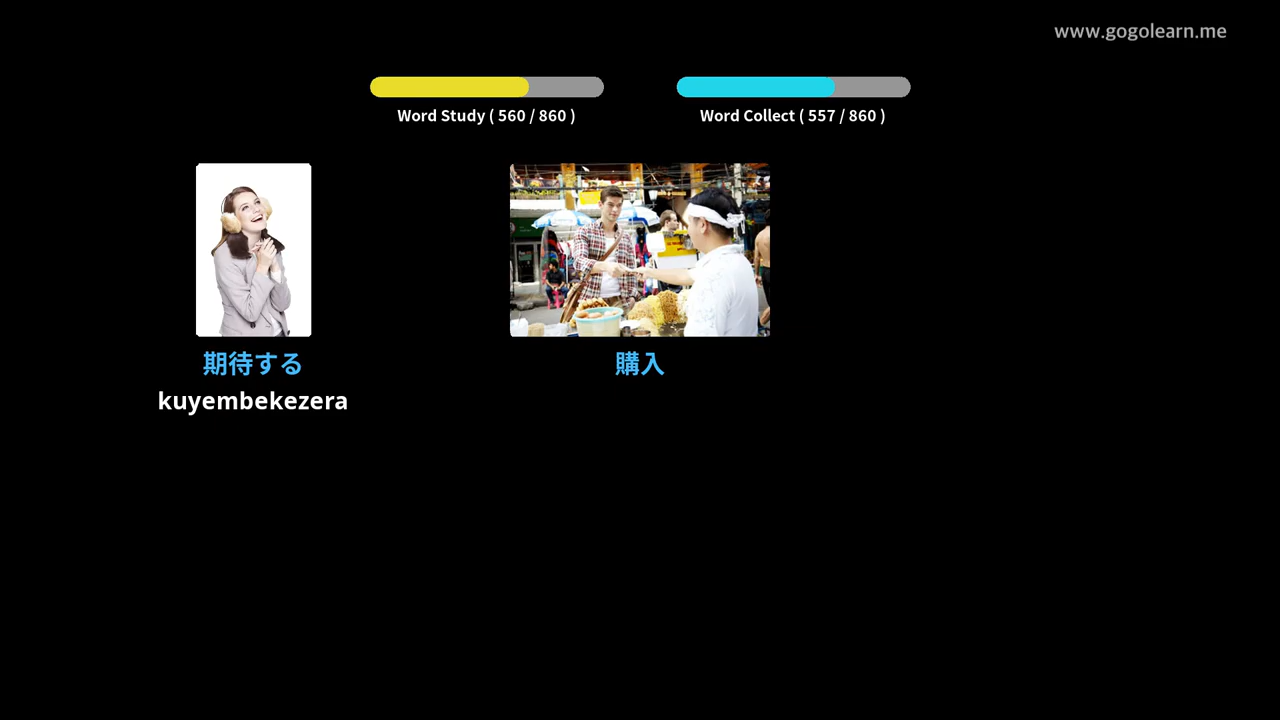 www.gogolearn.me
Word Study ( 560 / 860 )
Word Collect ( 557 / 860 )
期待する
kuyembekezera
購入